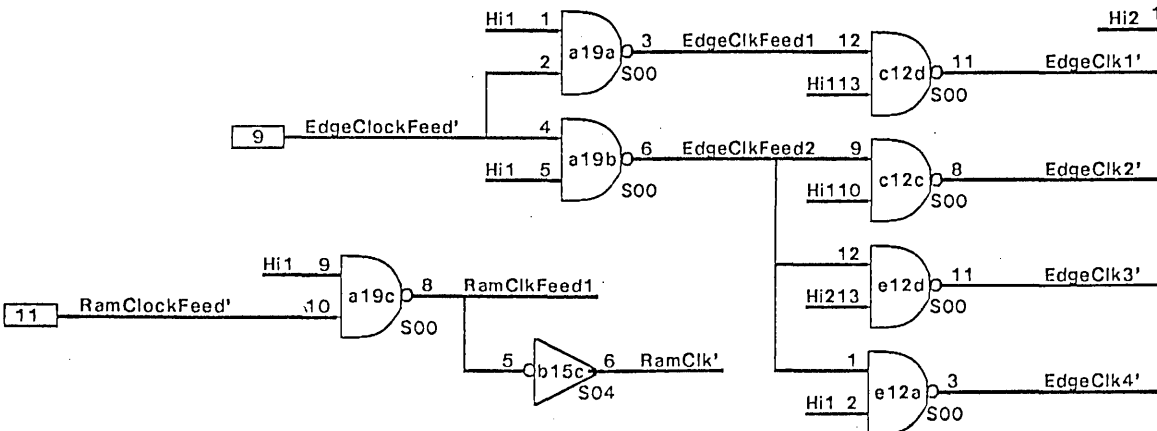 Hi1 1
a19a
3 EdgeClkFeed1 12
2
S00
Hi113
c12d
11 EdgeClk1'
S00
Hi2 1
9 EdgeClockFeed' 4
a19b
6 EdgeClkFeed2 9
Hi1 5
S00
Hi110
c12c
8 EdgeClk2'
S00
12
e12d
11 EdgeClk3'
Hi213
S00
Hi1 9
a19c
8 RamClkFeed1
11 RamClockFeed' 10
S00
5 b15c 6 RamClk'
S04
1
e12a
3 EdgeClk4'
Hi1 2
S00